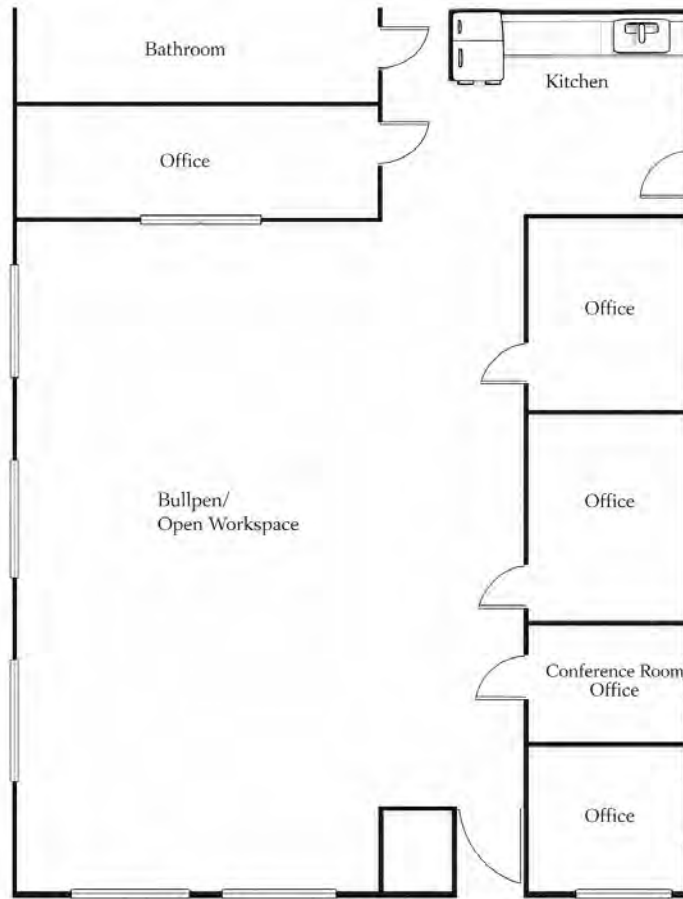 Bathroom
Kitchen
Office
Office
Bullpen/
Open Workspace
Office
Conference Room
Office
Office